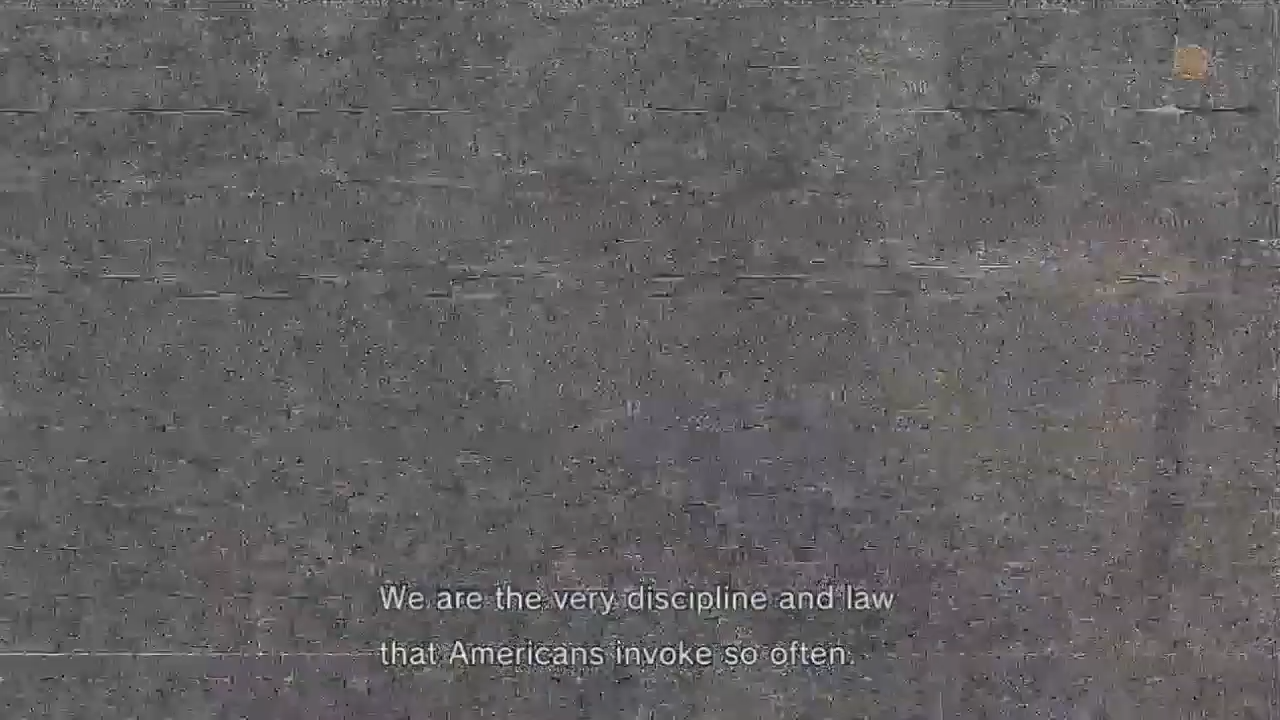 We are the very discipline and law
that Americans invoke so often.